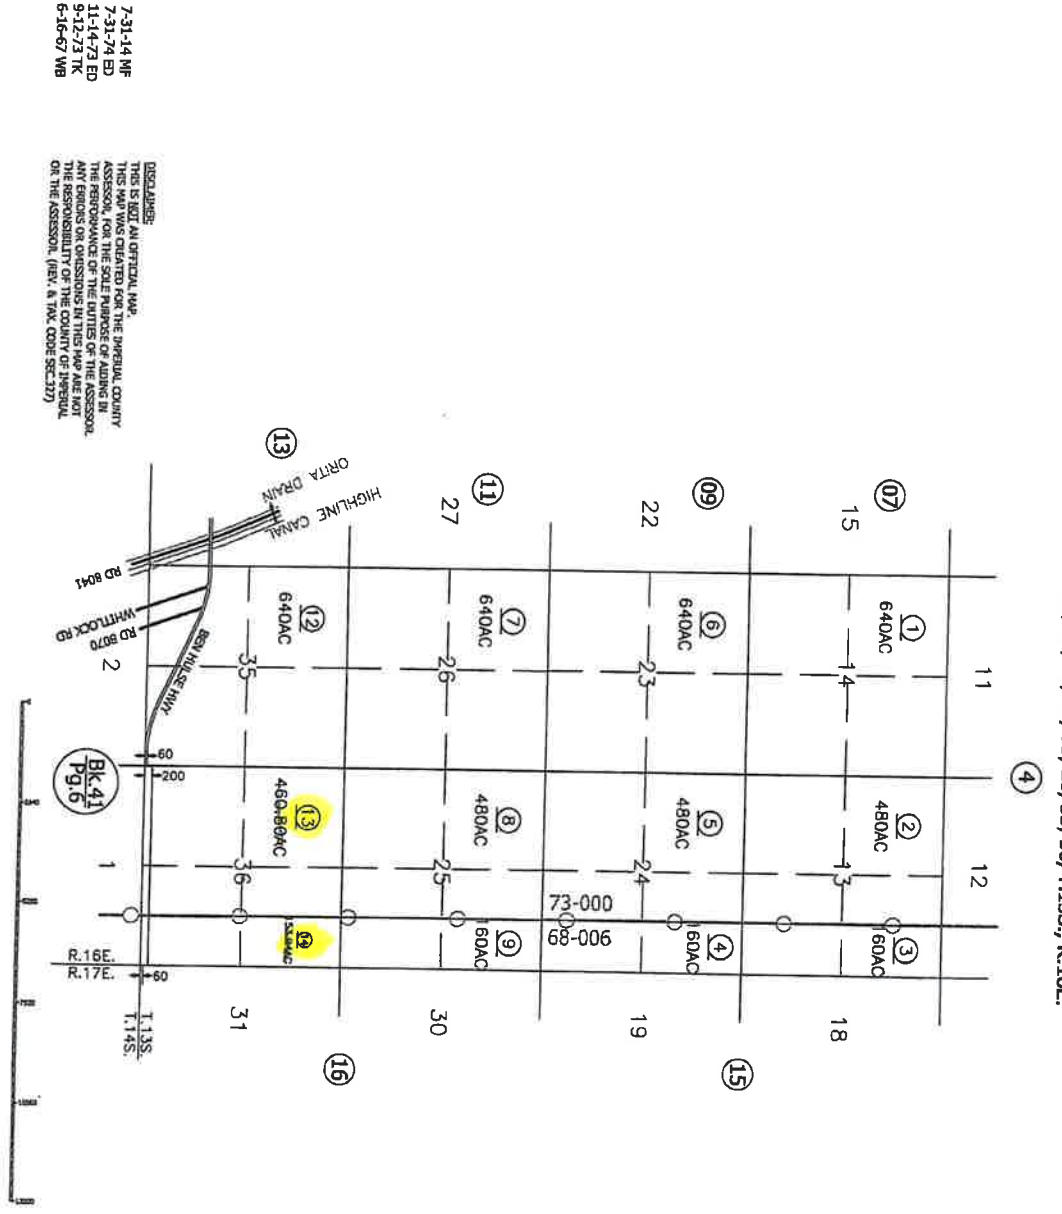 ④
11
12
07
15
①
640AC
14
②
480AC
13
③
160AC
18
09
22
⑥
640AC
23
⑤
480AC
24
④
160AC
19
⑮
73-000
68-006
⑪
27
⑦
640AC
26
⑧
480AC
25
⑨
160AC
30
⑬
ORITA DRAIN
HIGHLINE CANAL
⑫
640AC
35
⑬
460.80AC
36
14
31
⑯
RD 8041
WHITLOCK RD
RD 8070
BEN HULSE HWY
2
60
200
Bk.41
Pg.6
1
R.16E.
R.17E.
60
T.13S.
T.14S.
7-31-14 MF
7-31-74 ED
11-14-73 ED
9-12-73 TK
6-16-67 WB
DISCLAIMER:
THIS IS NOT AN OFFICIAL MAP.
THIS MAP WAS CREATED FOR THE IMPERIAL COUNTY
ASSESSOR, FOR THE SOLE PURPOSE OF AIDING IN
THE PERFORMANCE OF THE DUTIES OF THE ASSESSOR.
ANY ERRORS OR OMISSIONS IN THIS MAP ARE NOT
THE RESPONSIBILITY OF THE COUNTY OF IMPERIAL
OR THE ASSESSOR. (REV. & TAX. CODE SEC.327)